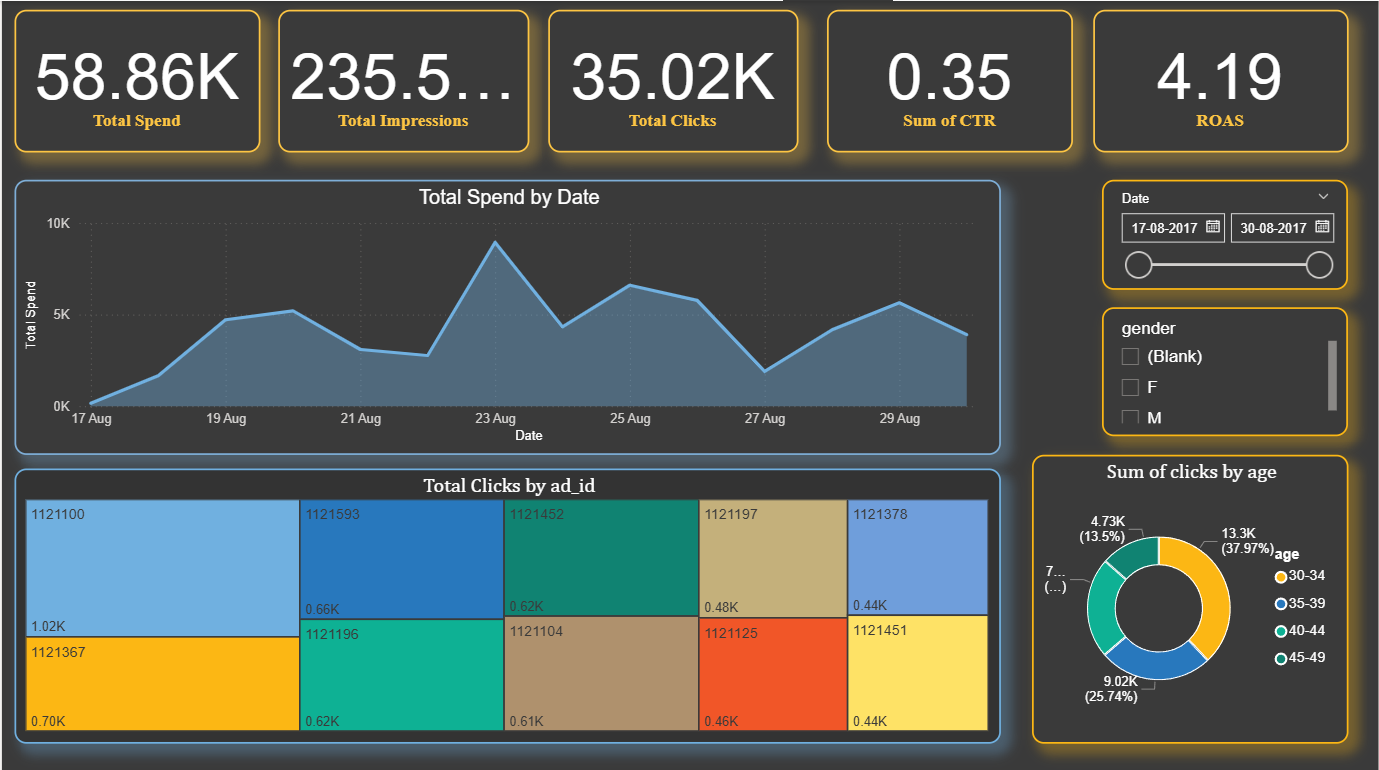 58.86K
Total Spend
235.5...
Total Impressions
35.02K
Total Clicks
0.35
Sum of CTR
4.19
ROAS
Total Spend by Date
10K
5K
0K
Total Spend
17 Aug
19 Aug
21 Aug
23 Aug
25 Aug
27 Aug
29 Aug
Date
Date
17-08-2017
30-08-2017
gender
(Blank)
F
M
Total Clicks by ad_id
1121100
1.02K
1121367
0.70K
1121593
0.66K
1121196
0.62K
1121452
0.62K
1121104
0.61K
1121197
0.48K
1121125
0.46K
1121378
0.44K
1121451
0.44K
Sum of clicks by age
4.73K
(13.5%)
13.3K
(37.97%)
7...
(...)
9.02K
(25.74%)
age
30-34
35-39
40-44
45-49